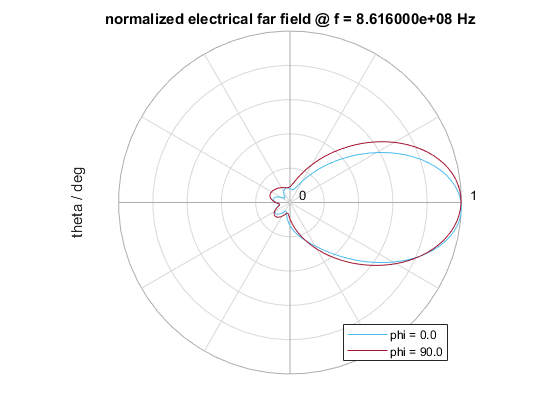 normalized electrical far field @ f = 8.616000e+08 Hz
theta / deg
0
1
phi = 0.0
phi = 90.0